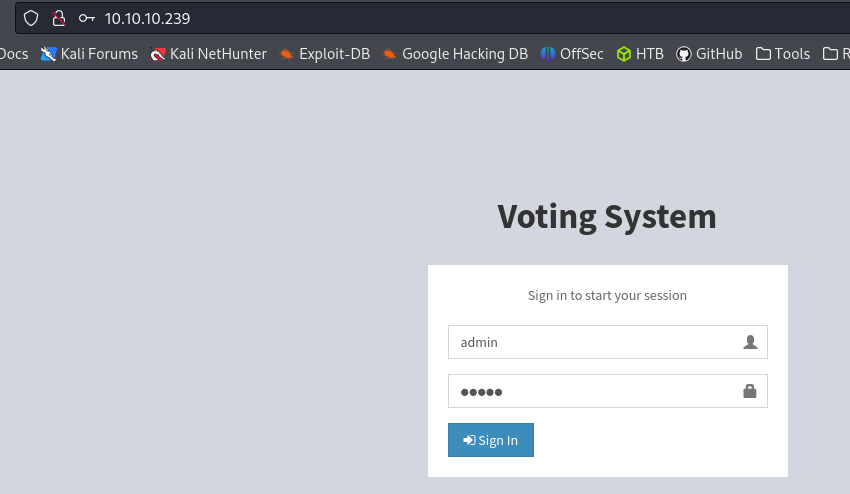 10.10.10.239
Docs Kali Forums Kali NetHunter Exploit-DB Google Hacking DB OffSec HTB GitHub Tools R
Voting System
Sign in to start your session
admin
●●●●●
Sign In